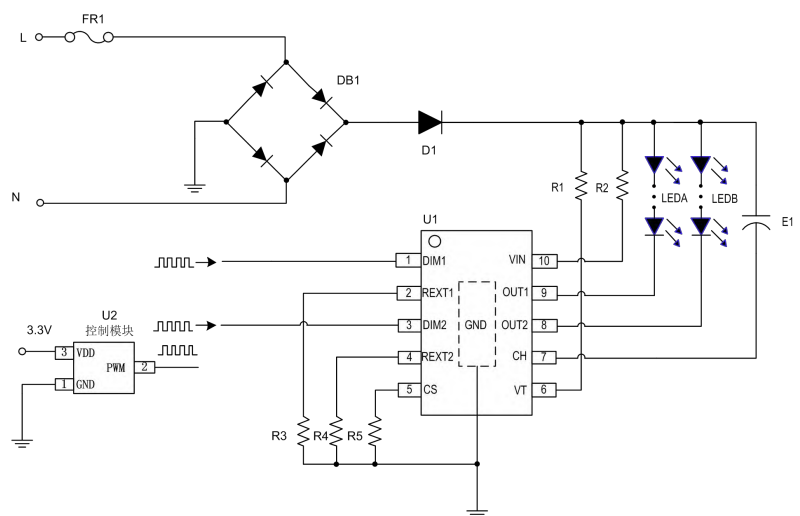 FR1
L
DB1
D1
N
R1
R2
LEDA
LEDB
E1
U1
1
DIM1
VIN
10
2
REXT1
OUT1
9
3
DIM2
GND
OUT2
8
4
REXT2
CH
7
5
CS
VT
6
U2
控制模块
3.3V
3
VDD
PWM
2
1
GND
R3
R4
R5